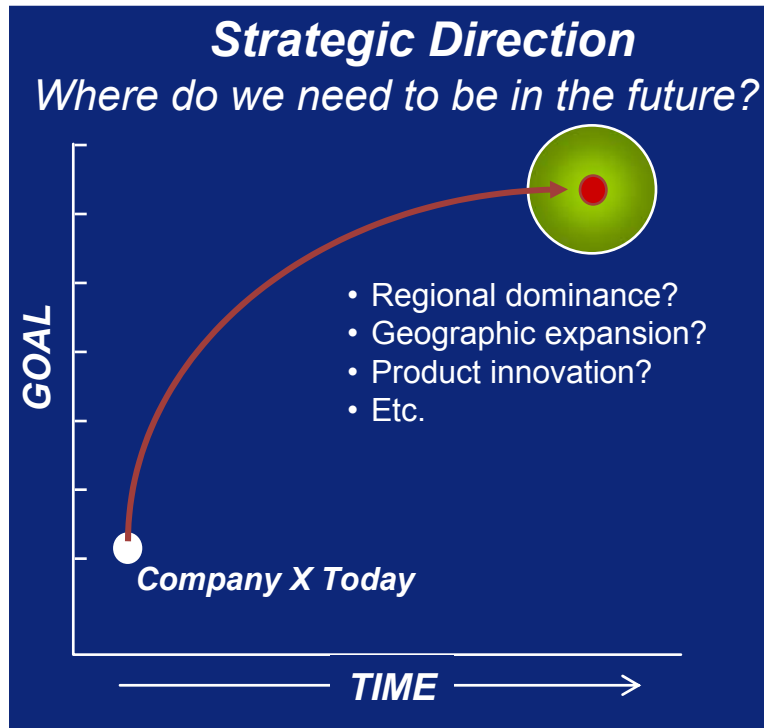 Strategic Direction
Where do we need to be in the future?
GOAL
• Regional dominance?
• Geographic expansion?
• Product innovation?
• Etc.
Company X Today
TIME